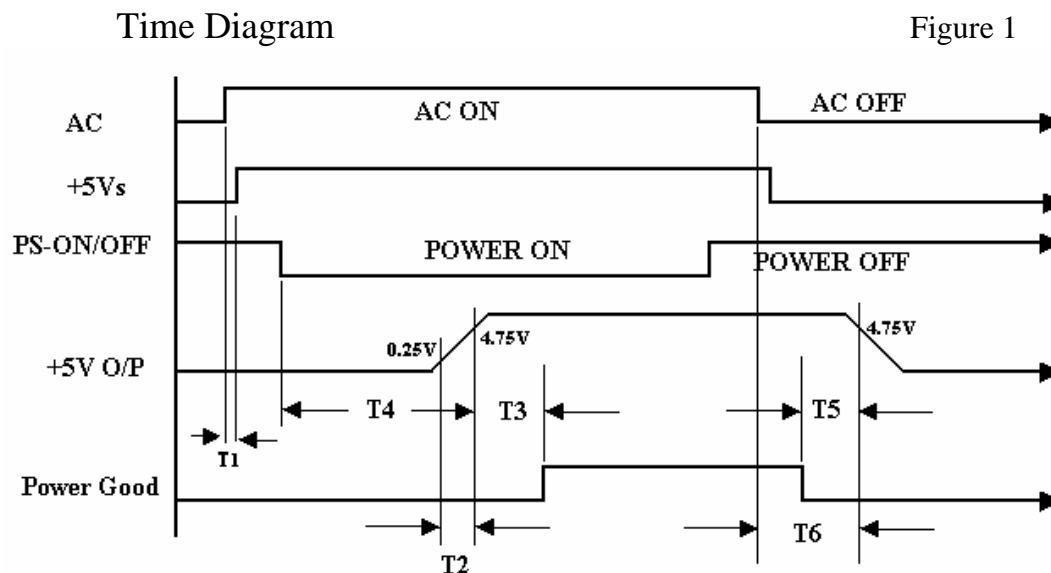 Time Diagram
Figure 1
AC
AC ON
AC OFF
+5Vs
PS-ON/OFF
POWER ON
POWER OFF
+5V O/P
0.25V
4.75V
4.75V
T4
T3
T5
T1
Power Good
T2
T6